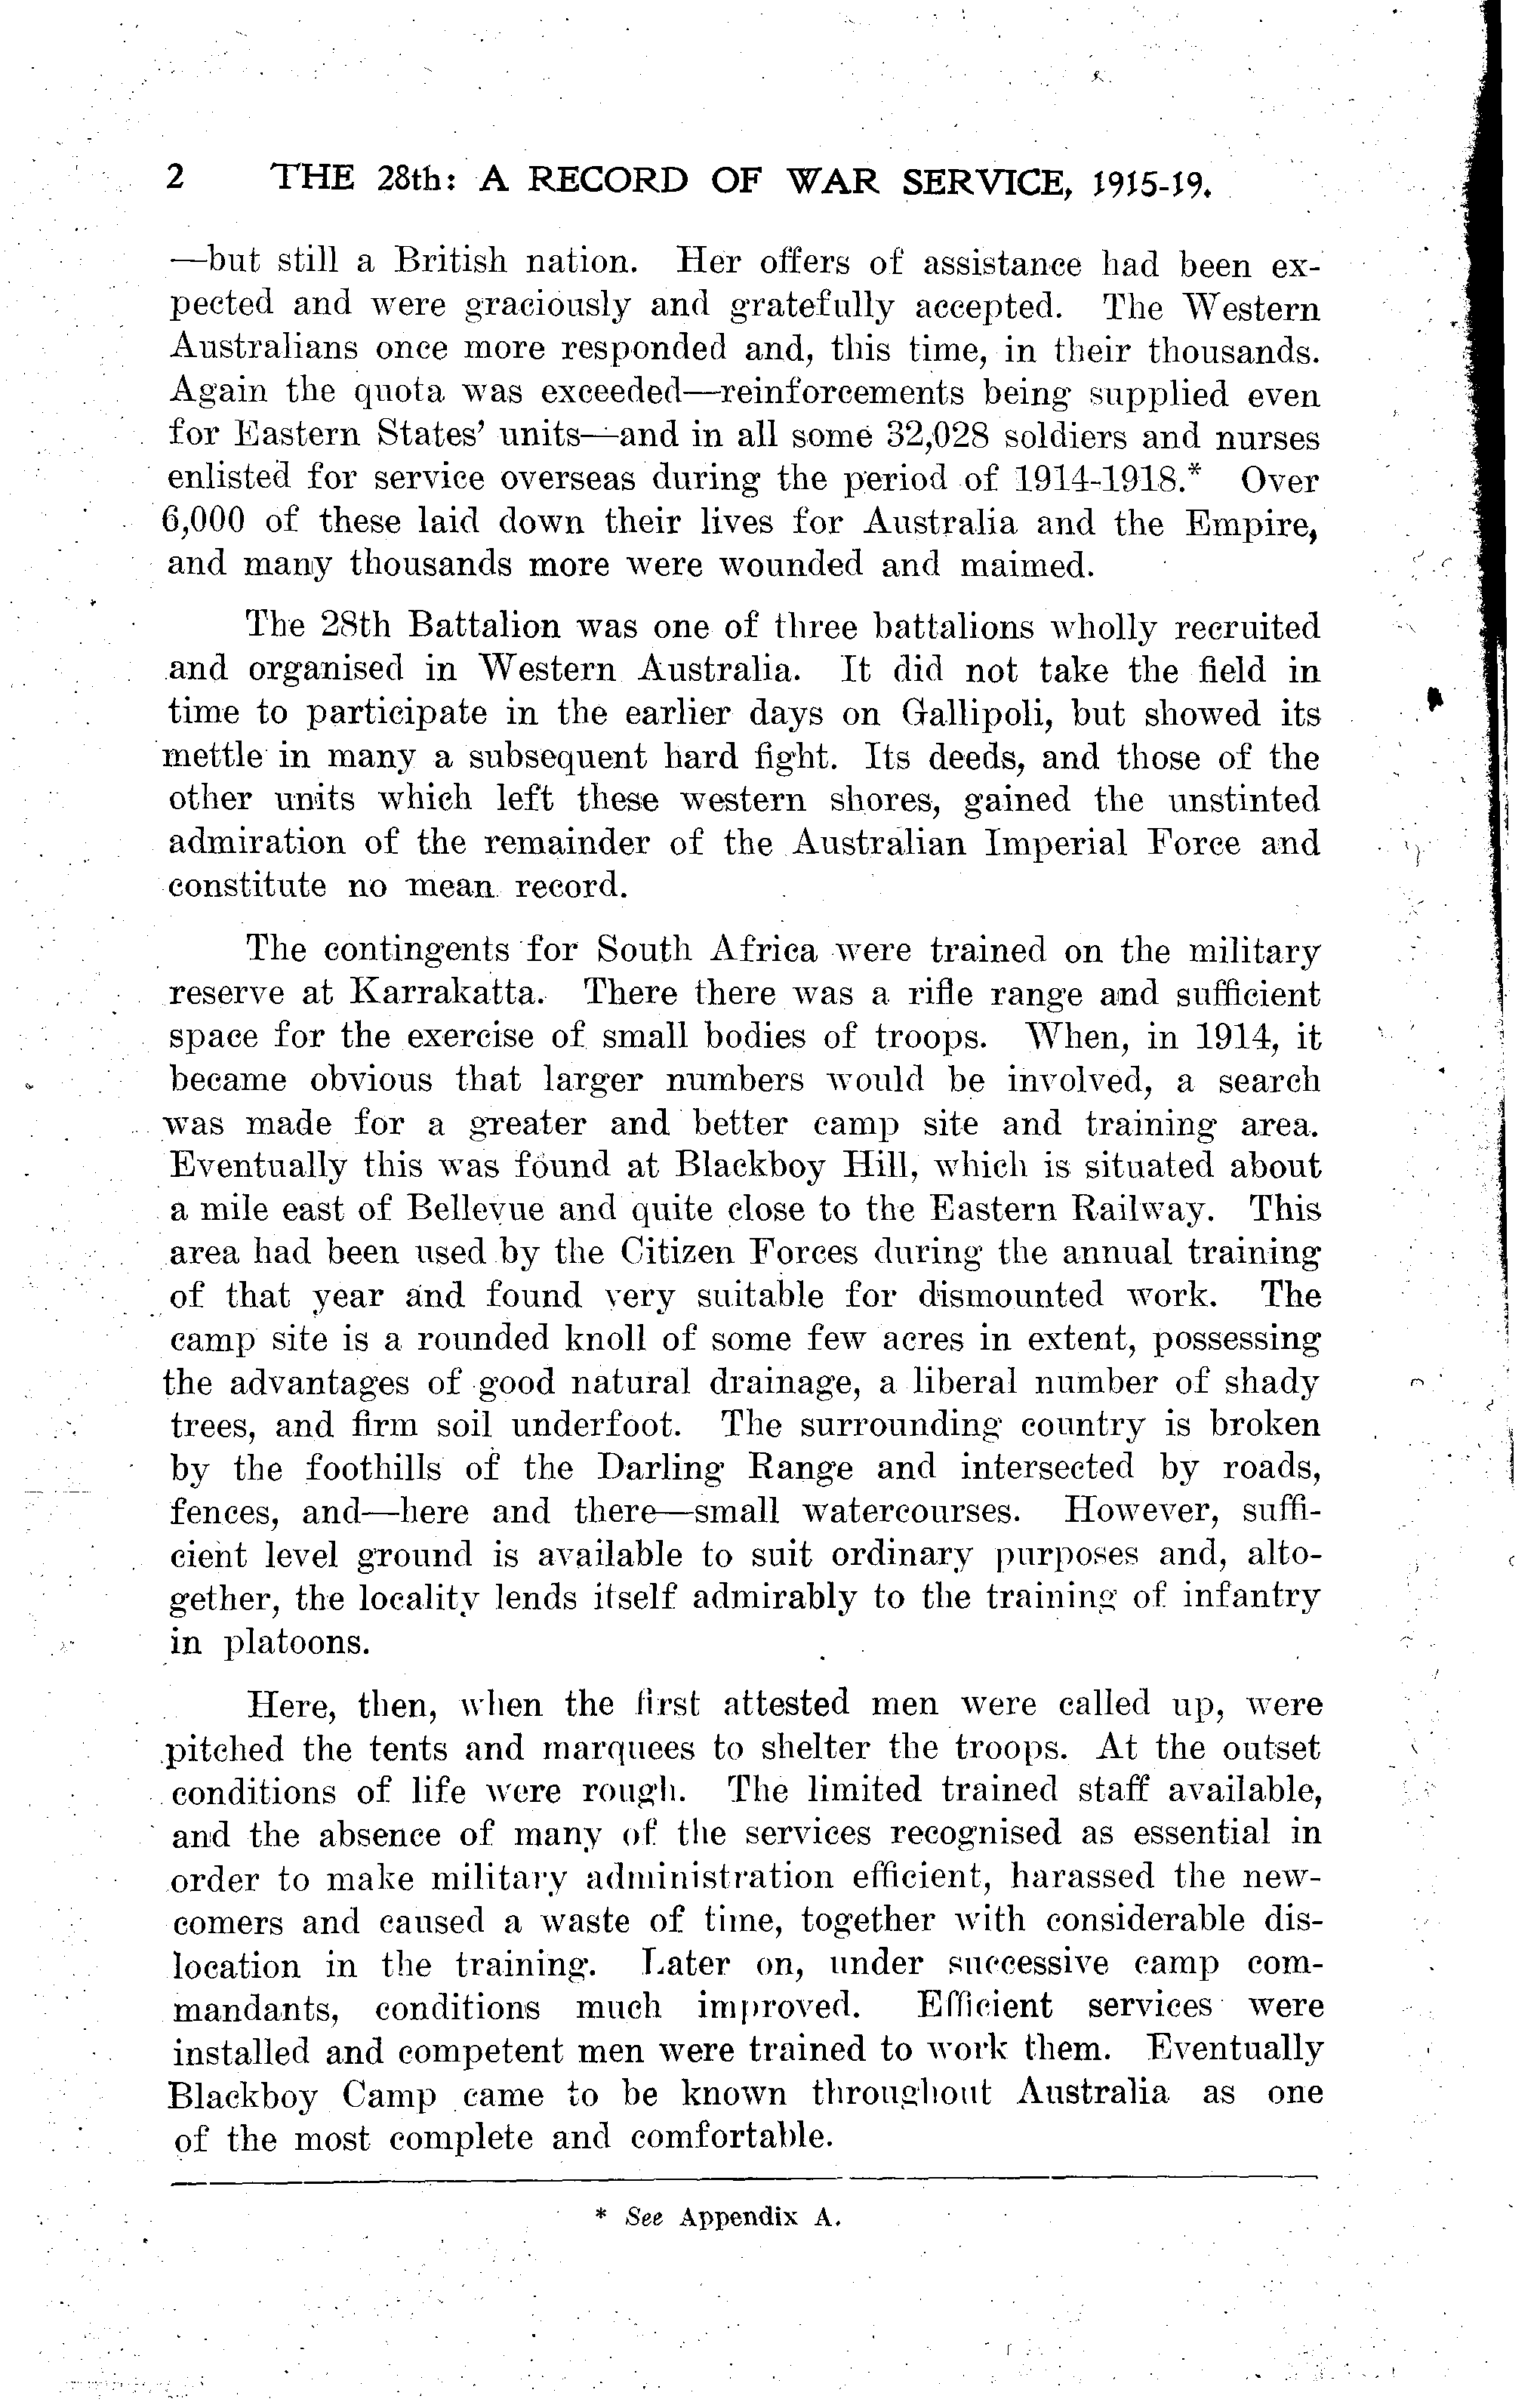 2 THE 28th: A RECORD OF WAR SERVICE, 1915-19.
—but still a British nation. Her offers of assistance had been ex-
pected and were graciously and gratefully accepted. The Western
Australians once more responded and, this time, in their thousands.
Again the quota was exceeded—reinforcements being supplied even
for Eastern States' units—and in all some 32,028 soldiers and nurses
enlisted for service overseas during the period of 1914-1918.* Over
6,000 of these laid down their lives for Australia and the Empire,
and many thousands more were wounded and maimed.
The 28th Battalion was one of three battalions wholly recruited
and organised in Western Australia. It did not take the field in
time to participate in the earlier days on Gallipoli, but showed its
mettle in many a subsequent hard fight. Its deeds, and those of the
other units which left these western shores, gained the unstinted
admiration of the remainder of the Australian Imperial Force and
constitute no mean record.
The contingents for South Africa were trained on the military
reserve at Karrakatta. There there was a rifle range and sufficient
space for the exercise of small bodies of troops. When, in 1914, it
became obvious that larger numbers would be involved, a search
was made for a greater and better camp site and training area.
Eventually this was found at Blackboy Hill, which is situated about
a mile east of Bellevue and quite close to the Eastern Railway. This
area had been used by the Citizen Forces during the annual training
of that year and found very suitable for dismounted work. The
camp site is a rounded knoll of some few acres in extent, possessing
the advantages of good natural drainage, a liberal number of shady
trees, and firm soil underfoot. The surrounding country is broken
by the foothills of the Darling Range and intersected by roads,
fences, and—here and there—small watercourses. However, suffi-
cient level ground is available to suit ordinary purposes and, alto-
gether, the locality lends itself admirably to the training of infantry
in platoons.
Here, then, when the first attested men were called up, were
pitched the tents and marquees to shelter the troops. At the outset
conditions of life were rough. The limited trained staff available,
and the absence of many of the services recognised as essential in
order to make military administration efficient, harassed the new-
comers and caused a waste of time, together with considerable dis-
location in the training. Later on, under successive camp com-
mandants, conditions much improved. Efficient services were
installed and competent men were trained to work them. Eventually
Blackboy Camp came to be known throughout Australia as one
of the most complete and comfortable.
* See Appendix A.